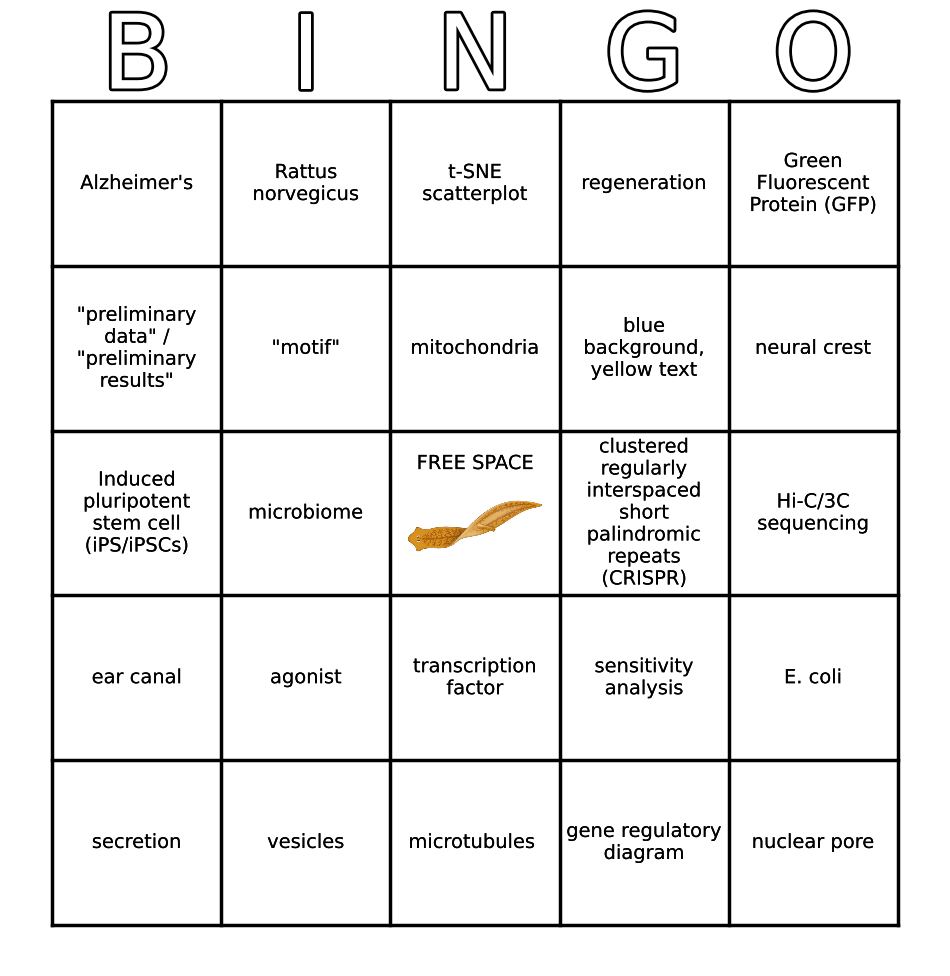 B I N G O
Alzheimer's
Rattus
norvegicus
t-SNE
scatterplot
regeneration
Green
Fluorescent
Protein (GFP)
"preliminary
data" /
"preliminary
results"
"motif"
mitochondria
blue
background,
yellow text
neural crest
Induced
pluripotent
stem cell
(iPS/iPSCs)
microbiome
FREE SPACE
clustered
regularly
interspaced
short
palindromic
repeats
(CRISPR)
Hi-C/3C
sequencing
ear canal
agonist
transcription
factor
sensitivity
analysis
E. coli
secretion
vesicles
microtubules
gene regulatory
diagram
nuclear pore